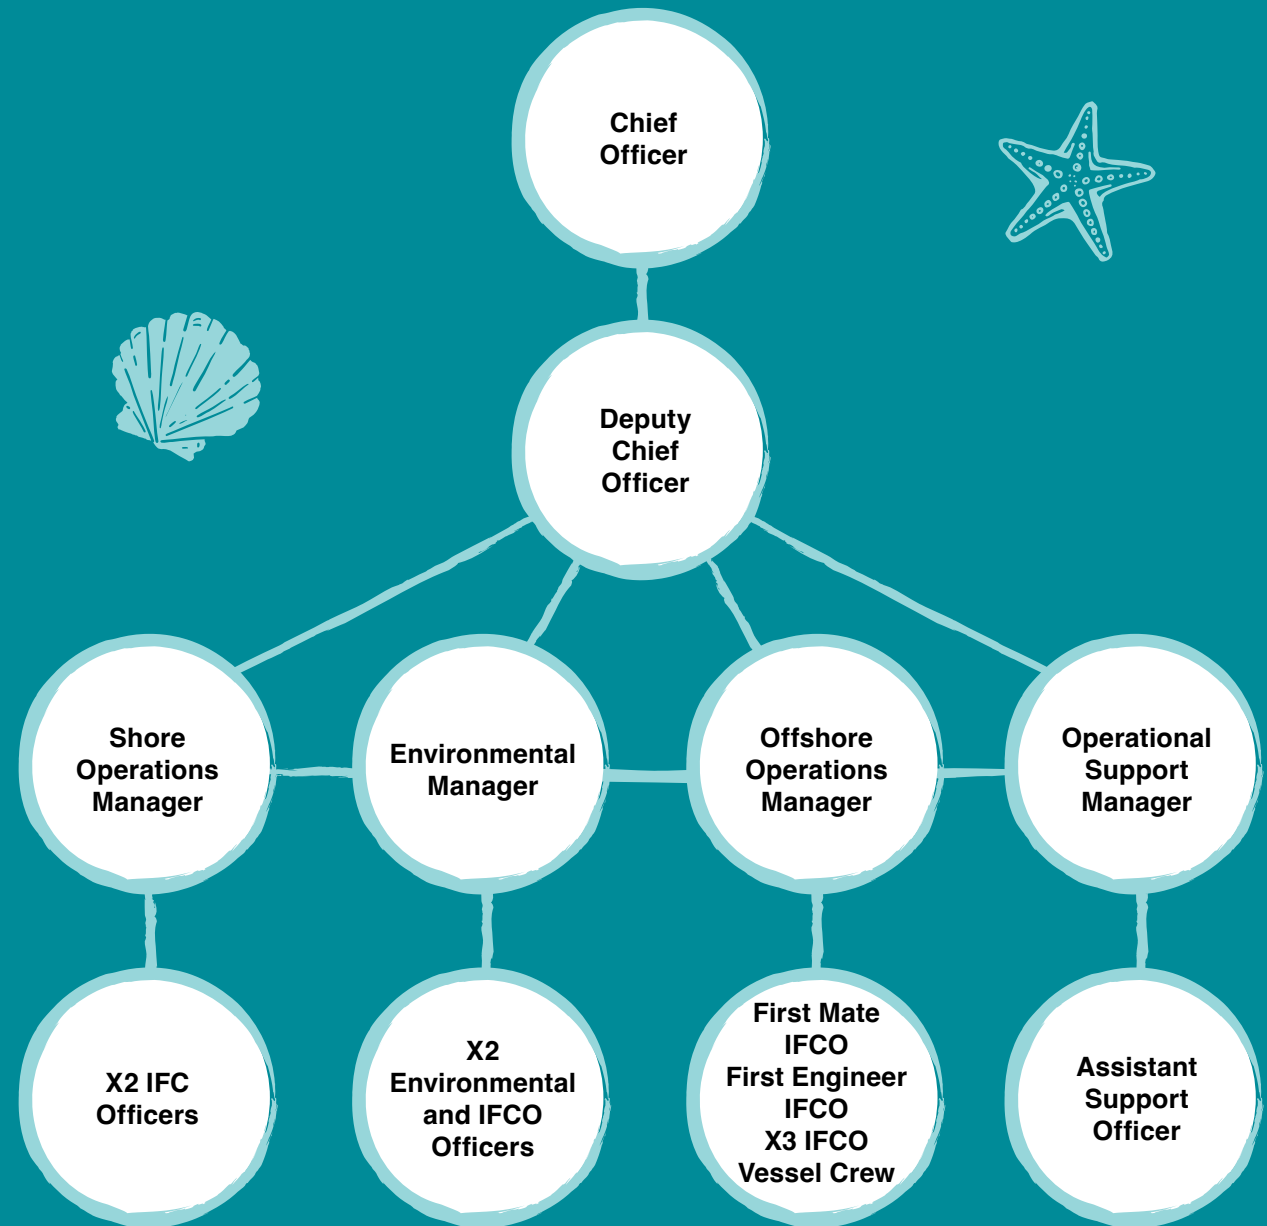 Chief
Officer
Deputy
Chief
Officer
Shore
Operations
Manager
Environmental
Manager
Offshore
Operations
Manager
Operational
Support
Manager
X2 IFC
Officers
X2
Environmental
and IFCO
Officers
First Mate
IFCO
First Engineer
IFCO
X3 IFCO
Vessel Crew
Assistant
Support
Officer